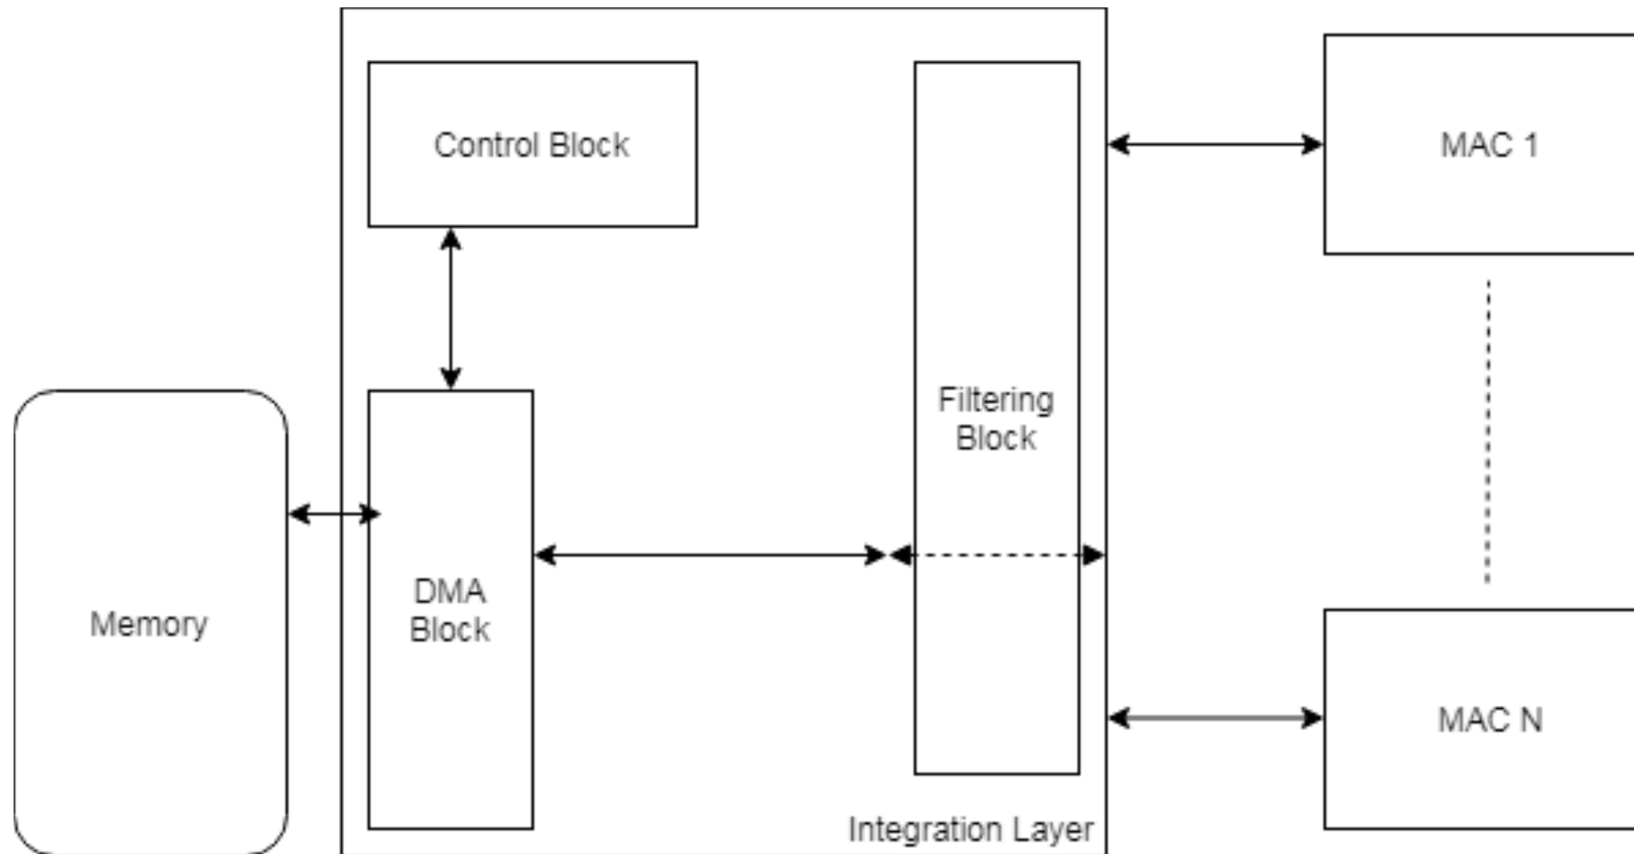 Control Block
MAC 1
Filtering
Block
Memory
DMA
Block
MAC N
Integration Layer